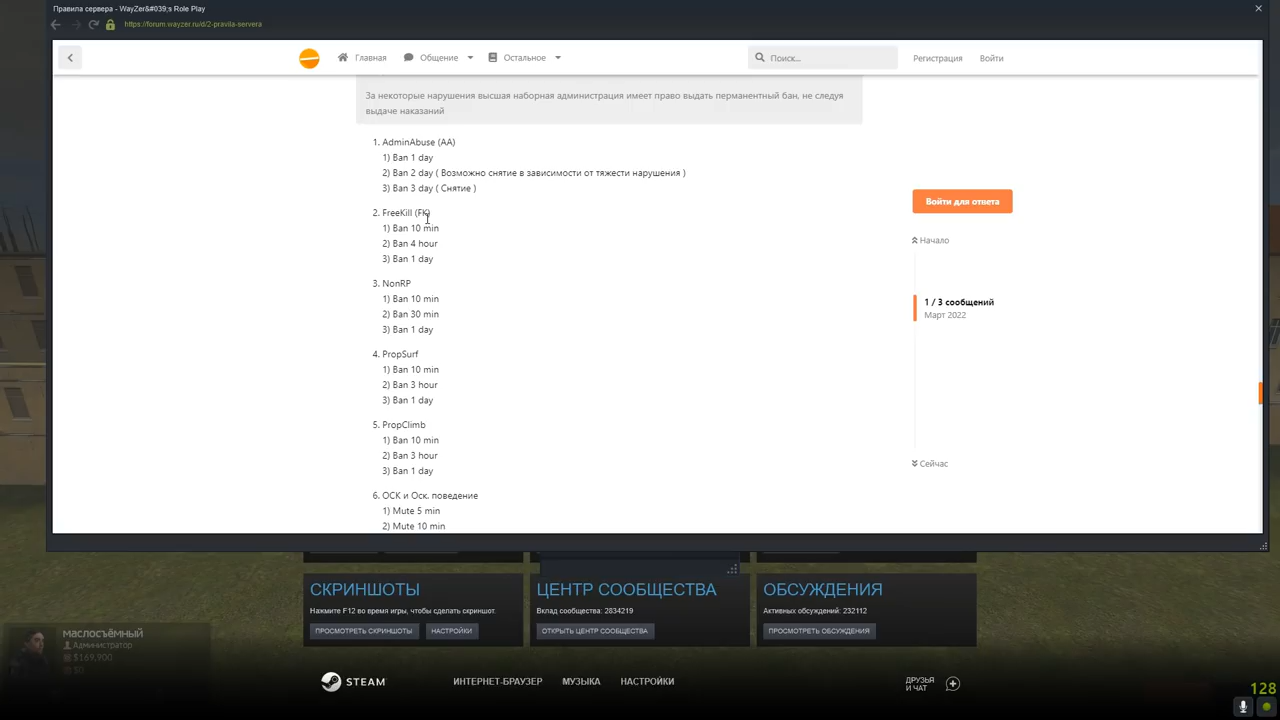 Правила сервера - WayZer&#039;s Role Play
https://forum.wayzer.ru/d/2-pravila-servera
Главная
Общение
Остальное
Поиск...
Регистрация
Войти
За некоторые нарушения высшая наборная администрация имеет право выдать перманентный бан, не следуя
выдаче наказаний
1. AdminAbuse (AA)
1) Ban 1 day
2) Ban 2 day ( Возможно снятие в зависимости от тяжести нарушения )
3) Ban 3 day ( Снятие )
2. FreeKill (FK)
1) Ban 10 min
2) Ban 4 hour
3) Ban 1 day
3. NonRP
1) Ban 10 min
2) Ban 30 min
3) Ban 1 day
4. PropSurf
1) Ban 10 min
2) Ban 3 hour
3) Ban 1 day
5. PropClimb
1) Ban 10 min
2) Ban 3 hour
3) Ban 1 day
6. ОСК и Оск. поведение
1) Mute 5 min
2) Mute 10 min
Войти для ответа
Начало
1 / 3 сообщений
Март 2022
Сейчас
СКРИНШОТЫ
Нажмите F12 во время игры, чтобы сделать скриншот.
ПРОСМОТРЕТЬ СКРИНШОТЫ
НАСТРОЙКИ
ЦЕНТР СООБЩЕСТВА
Вклад сообщества: 2834219
ОТКРЫТЬ ЦЕНТР СООБЩЕСТВА
ОБСУЖДЕНИЯ
Активных обсуждений: 232112
ПРОСМОТРЕТЬ ОБСУЖДЕНИЯ
маслосъёмный
Администратор
$169,900
$0
STEAM
ИНТЕРНЕТ-БРАУЗЕР
МУЗЫКА
НАСТРОЙКИ
ДРУЗЬЯ
И ЧАТ
128